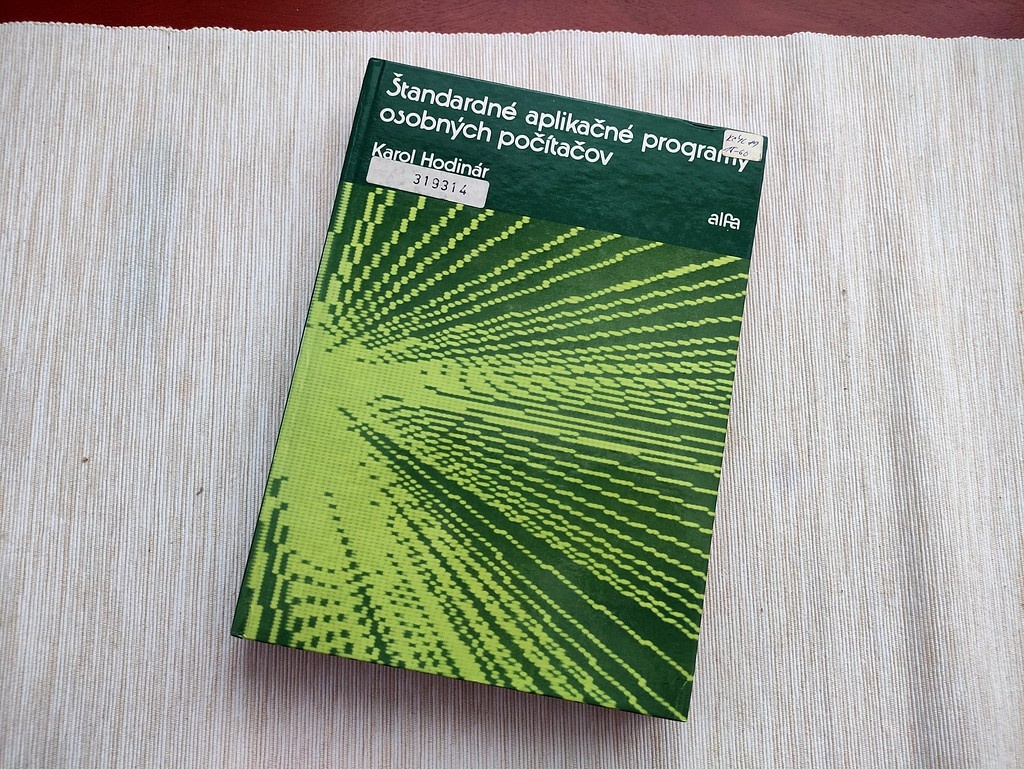 Štandardné aplikačné programy
osobných počítačov
Karol Hodinár
319314
alfa